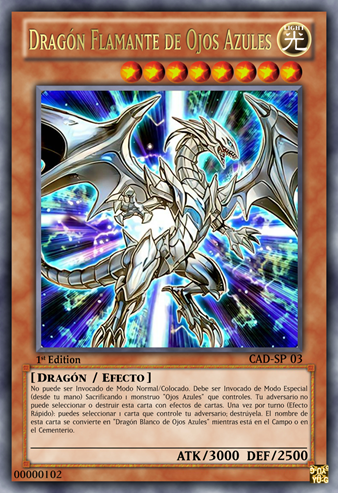 Dragón Flamante de Ojos Azules
LIGHT
光
1st Edition
CAD-SP 03
[ Dragón / Efecto ]
No puede ser Invocado de Modo Normal/Colocado. Debe ser Invocado de Modo Especial
(desde tu mano) Sacrificando 1 monstruo "Ojos Azules" que controles. Tu adversario no
puede seleccionar o destruir esta carta con efectos de cartas. Una vez por turno (Efecto
Rápido): puedes seleccionar 1 carta que controle tu adversario; destrúyela. El nombre de
esta carta se convierte en "Dragón Blanco de Ojos Azules" mientras está en el Campo o en
el Cementerio.
ATK/3000 DEF/2500
00000102